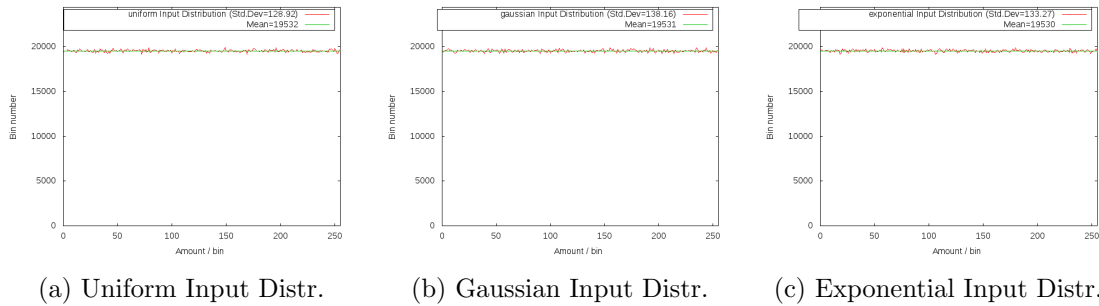 uniform Input Distribution (Std.Dev=128.92)
Mean=19532
20000
15000
10000
5000
0
Bin number
0 50 100 150 200 250
Amount / bin
(a) Uniform Input Distr.
gaussian Input Distribution (Std.Dev=138.16)
Mean=19531
20000
15000
10000
5000
0
Bin number
0 50 100 150 200 250
Amount / bin
(b) Gaussian Input Distr.
exponential Input Distribution (Std.Dev=133.27)
Mean=19530
20000
15000
10000
5000
0
Bin number
0 50 100 150 200 250
Amount / bin
(c) Exponential Input Distr.